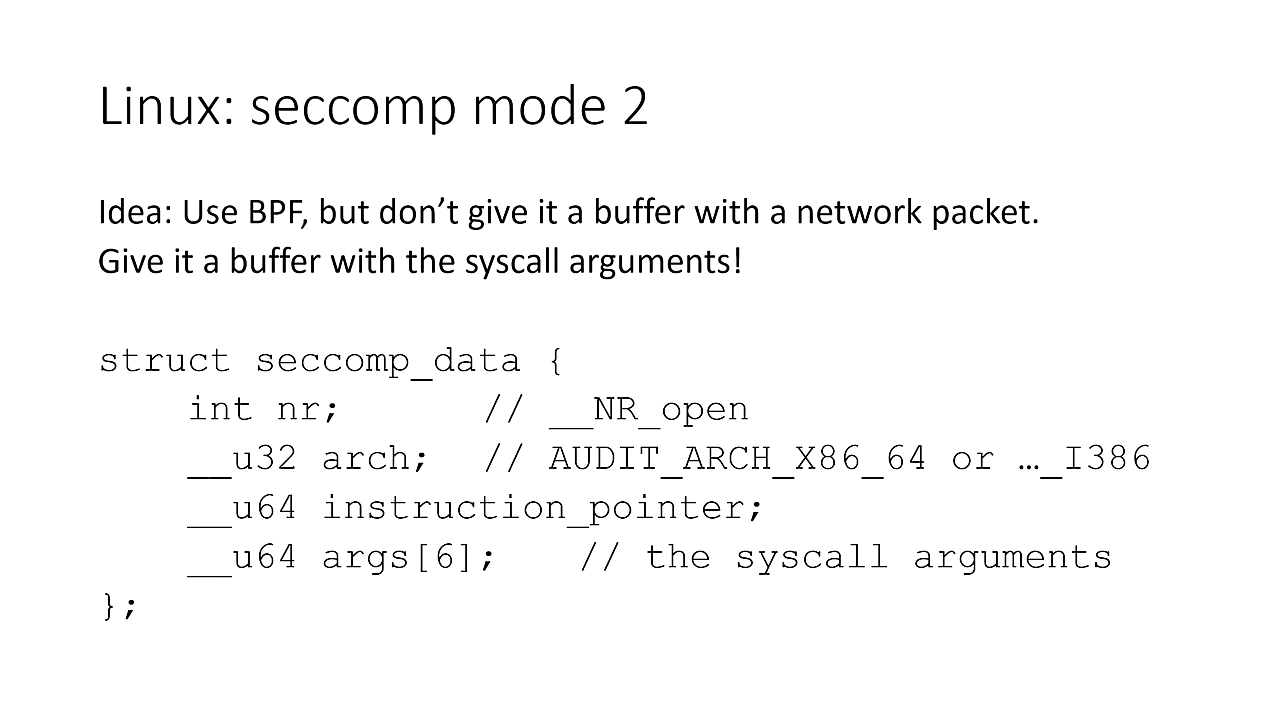 Linux: seccomp mode 2
Idea: Use BPF, but don’t give it a buffer with a network packet.
Give it a buffer with the syscall arguments!
struct seccomp_data {
    int nr;      // __NR_open
    __u32 arch;  // AUDIT_ARCH_X86_64 or …_I386
    __u64 instruction_pointer;
    __u64 args[6];    // the syscall arguments
};